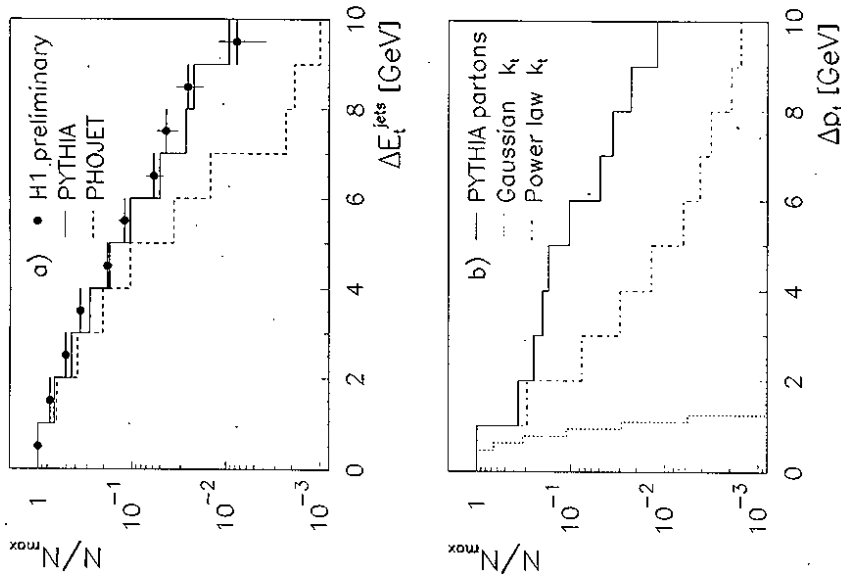 a)
H1 preliminary
PYTHIA
PHOJET
N/N_max
1
10^-1
10^-2
10^-3
0 2 4 6 8 10
ΔE_t^jets [GeV]
b)
PYTHIA partons
Gaussian k_t
Power law k_t
N/N_max
1
10^-1
10^-2
10^-3
0 2 4 6 8 10
Δp_t [GeV]